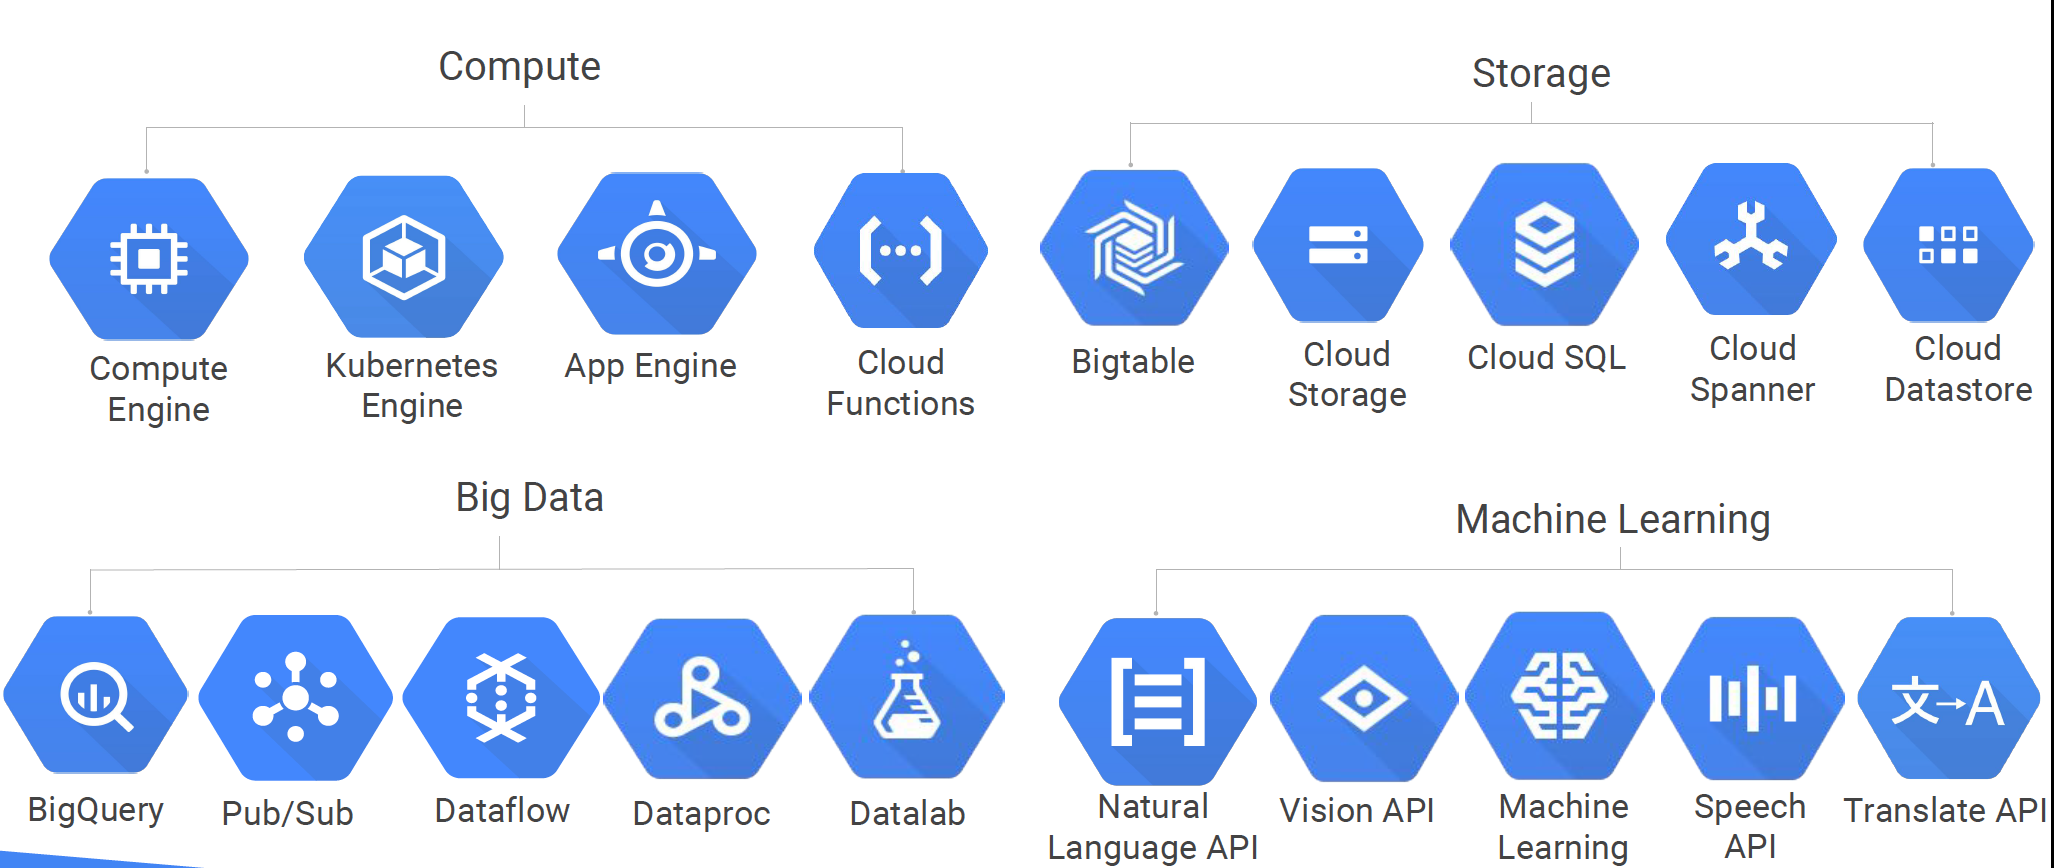 Compute
Storage
Compute
Engine
Kubernetes
Engine
App Engine
Cloud
Functions
Bigtable
Cloud
Storage
Cloud SQL
Cloud
Spanner
Cloud
Datastore
Big Data
Machine Learning
文→A
BigQuery
Pub/Sub
Dataflow
Dataproc
Datalab
Natural
Language API
Vision API
Machine
Learning
Speech
API
Translate API